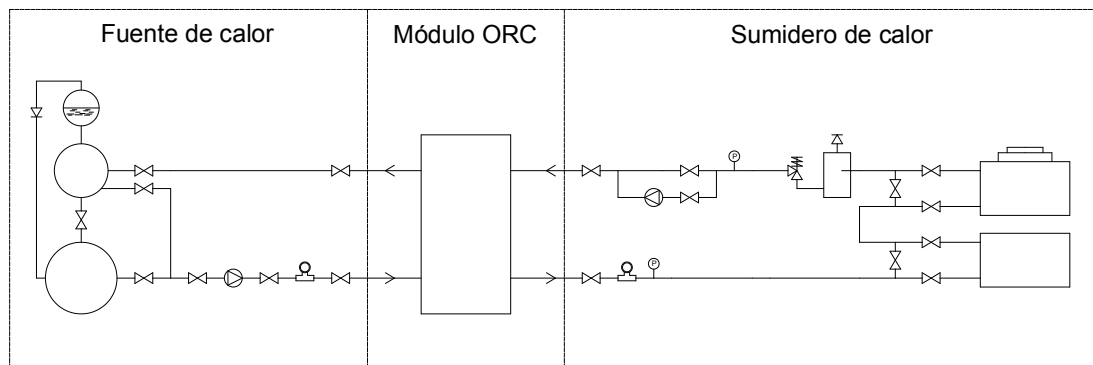 Fuente de calor
Módulo ORC
Sumidero de calor
P
P